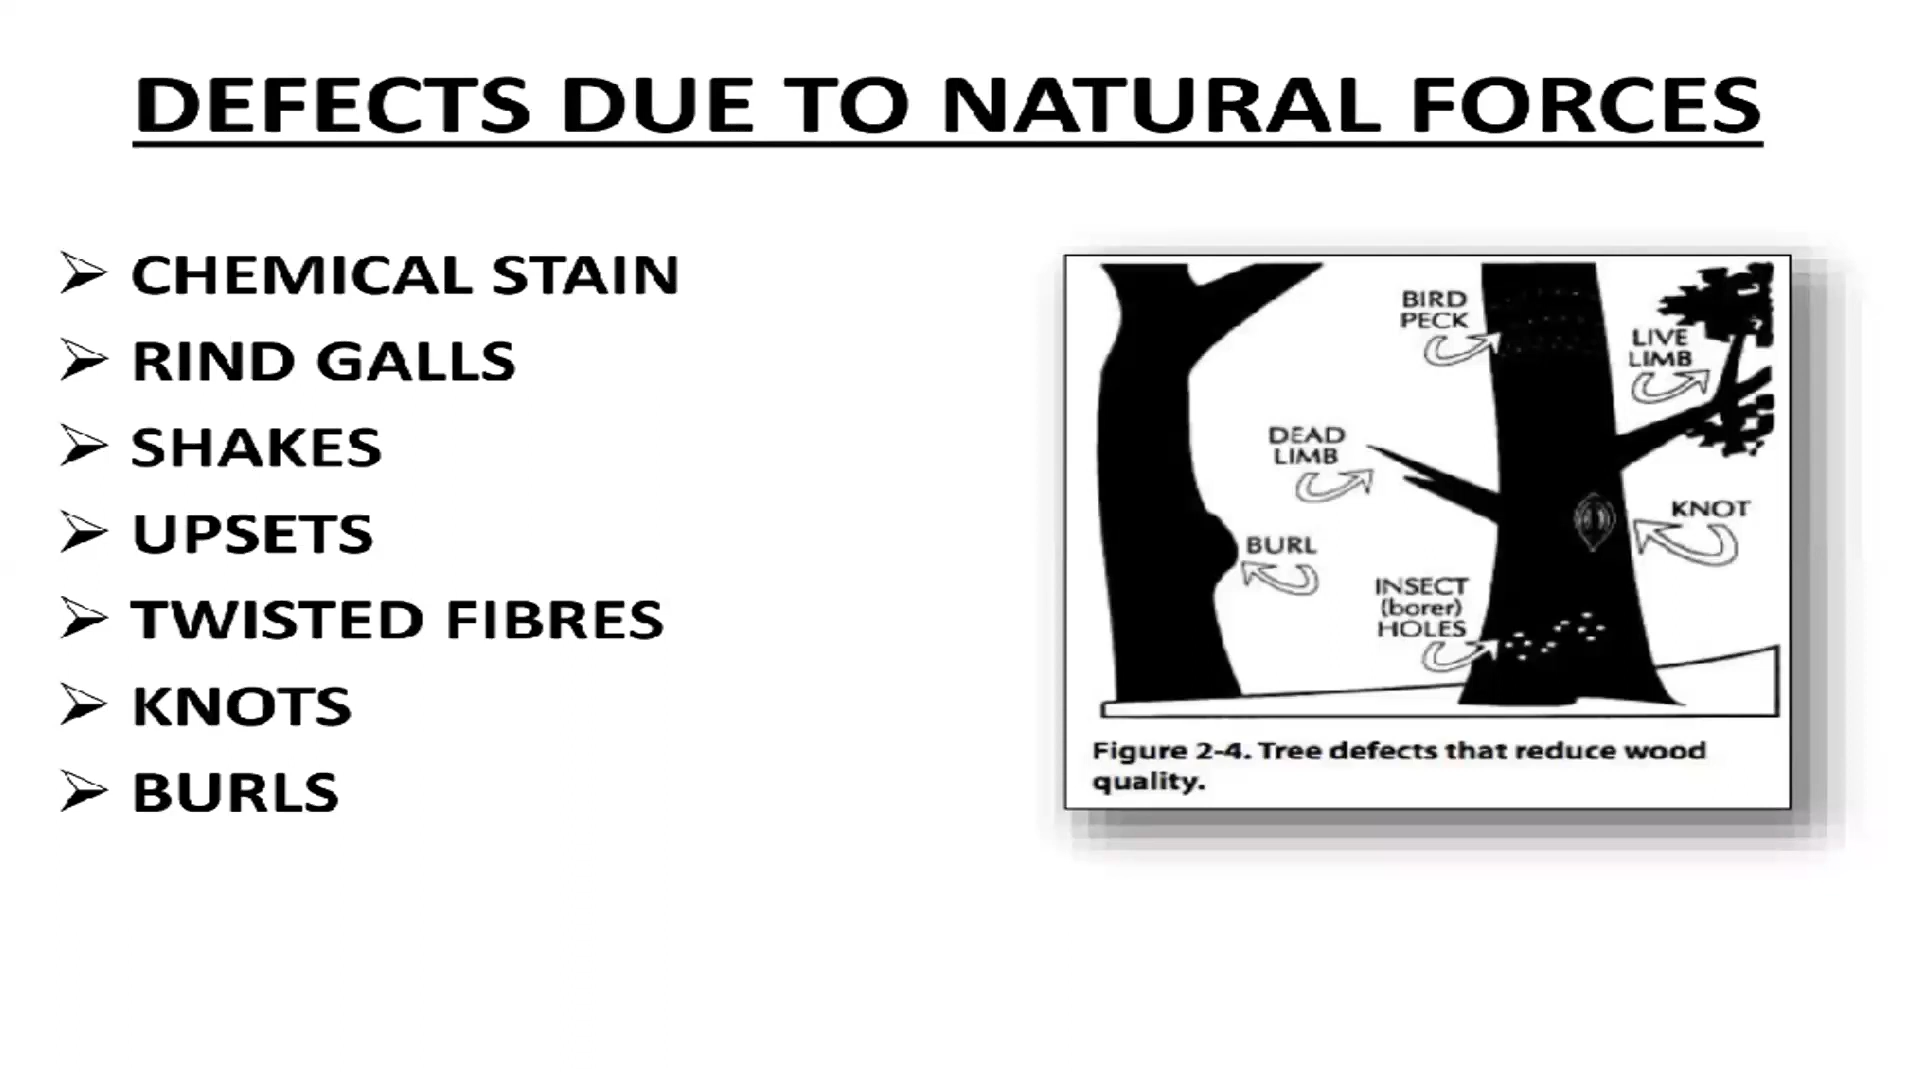 DEFECTS DUE TO NATURAL FORCES
CHEMICAL STAIN
RIND GALLS
SHAKES
UPSETS
TWISTED FIBRES
KNOTS
BURLS
BIRD
PECK
LIVE
LIMB
DEAD
LIMB
KNOT
BURL
INSECT
(borer)
HOLES
Figure 2-4. Tree defects that reduce wood
quality.